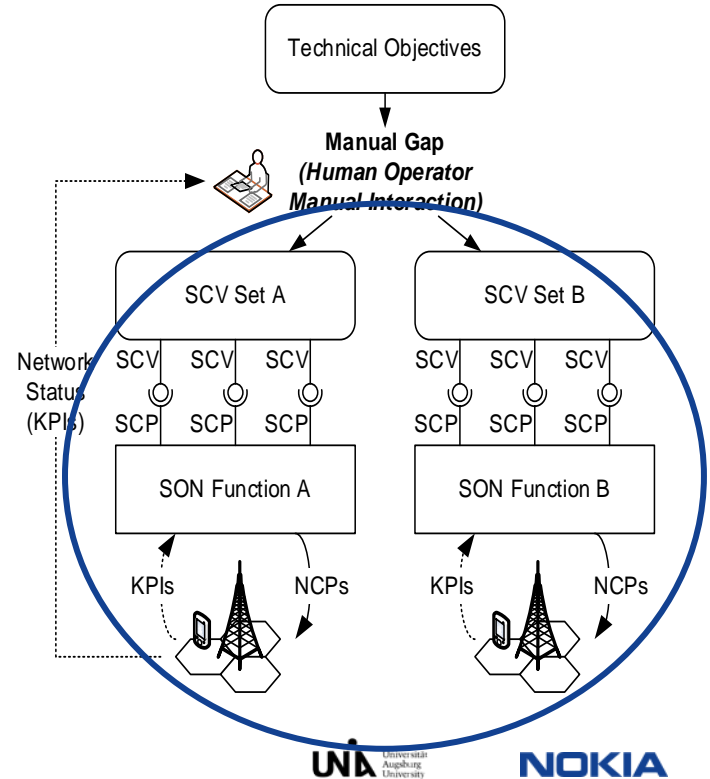 Technical Objectives
Manual Gap
(Human Operator
Manual Interaction)
SCV Set A
SCV Set B
Network
Status
(KPIs)
SCV SCV SCV
SCV SCV SCV
SCP SCP SCP
SCP SCP SCP
SON Function A
SON Function B
KPIs NCPs
KPIs NCPs
UNA Universität
Augsburg
University
NOKIA